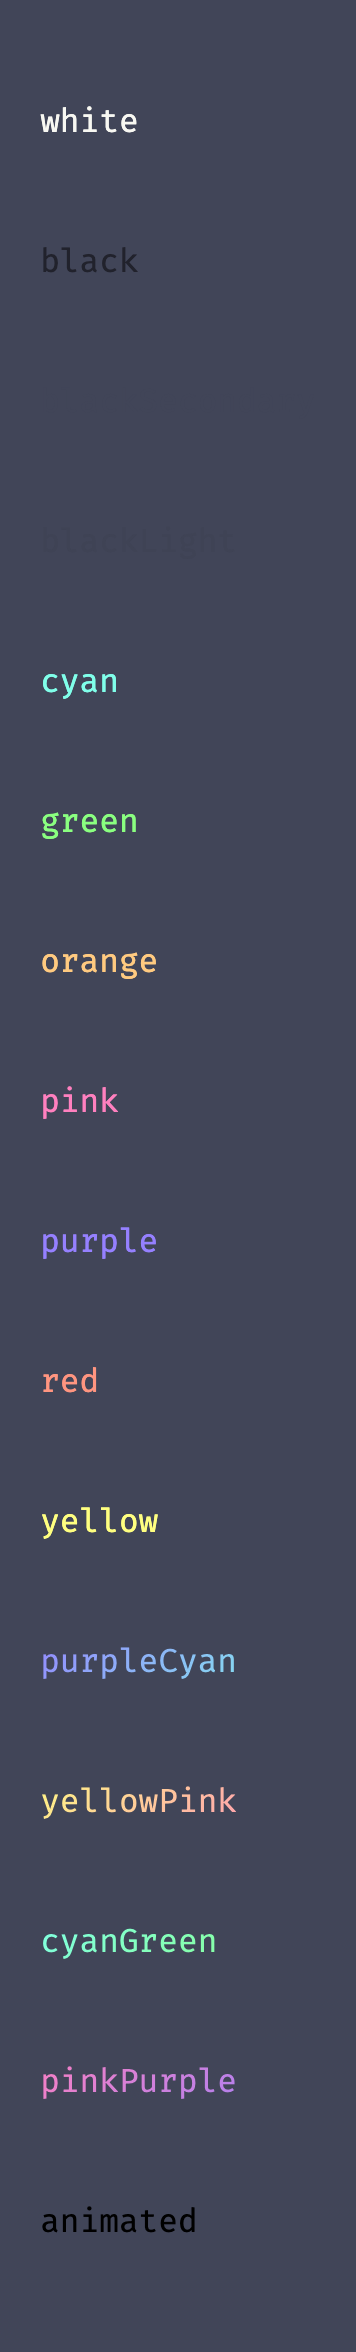 white
black
blackLight
cyan
green
orange
pink
purple
red
yellow
purpleCyan
yellowPink
cyanGreen
pinkPurple
animated